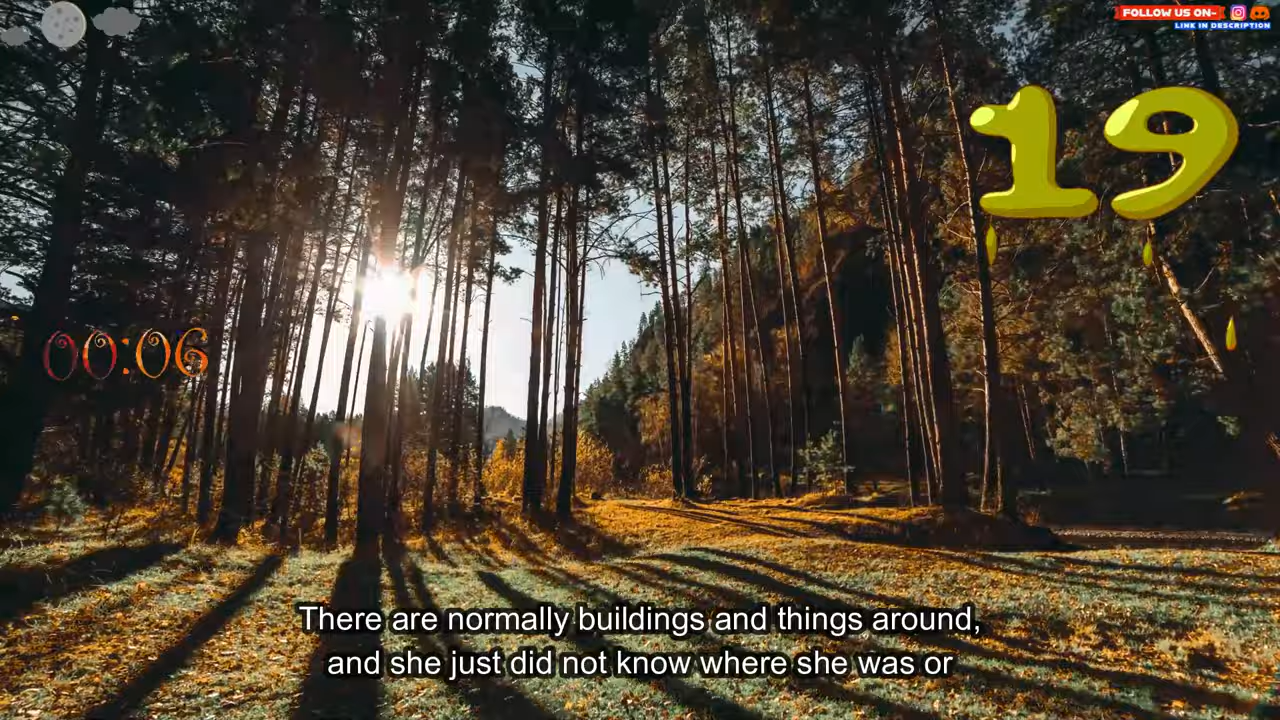 FOLLOW US ON-
LINK IN DESCRIPTION
19
00:06
There are normally buildings and things around,
and she just did not know where she was or